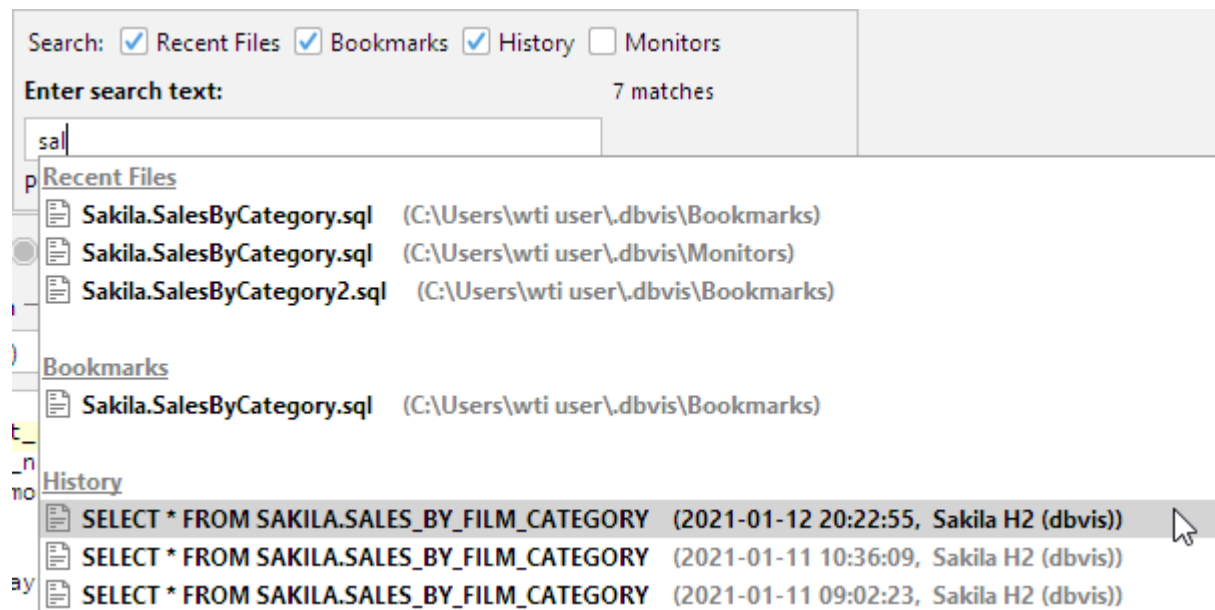 Search: Recent Files Bookmarks History Monitors
Enter search text: 7 matches
sal
P
Recent Files
Sakila.SalesByCategory.sql (C:\Users\wti user\.dbvis\Bookmarks)
Sakila.SalesByCategory.sql (C:\Users\wti user\.dbvis\Monitors)
Sakila.SalesByCategory2.sql (C:\Users\wti user\.dbvis\Bookmarks)
)
Bookmarks
Sakila.SalesByCategory.sql (C:\Users\wti user\.dbvis\Bookmarks)
t_
_n
mo
History
SELECT * FROM SAKILA.SALES_BY_FILM_CATEGORY (2021-01-12 20:22:55, Sakila H2 (dbvis))
SELECT * FROM SAKILA.SALES_BY_FILM_CATEGORY (2021-01-11 10:36:09, Sakila H2 (dbvis))
ay
SELECT * FROM SAKILA.SALES_BY_FILM_CATEGORY (2021-01-11 09:02:23, Sakila H2 (dbvis))